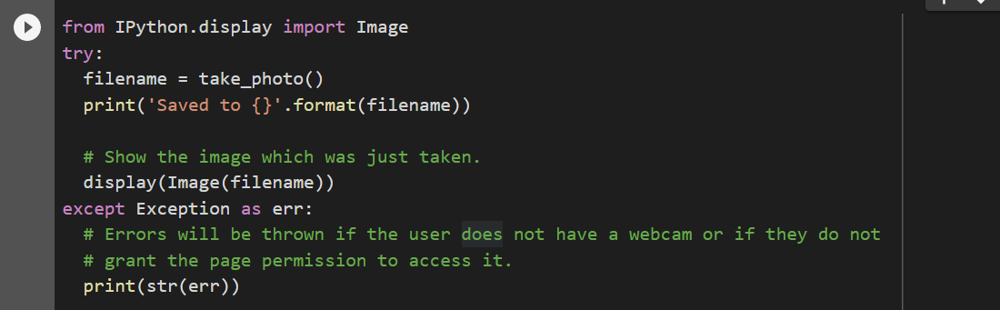 from IPython.display import Image
try:
  filename = take_photo()
  print('Saved to {}'.format(filename))

  # Show the image which was just taken.
  display(Image(filename))
except Exception as err:
  # Errors will be thrown if the user does not have a webcam or if they do not
  # grant the page permission to access it.
  print(str(err))